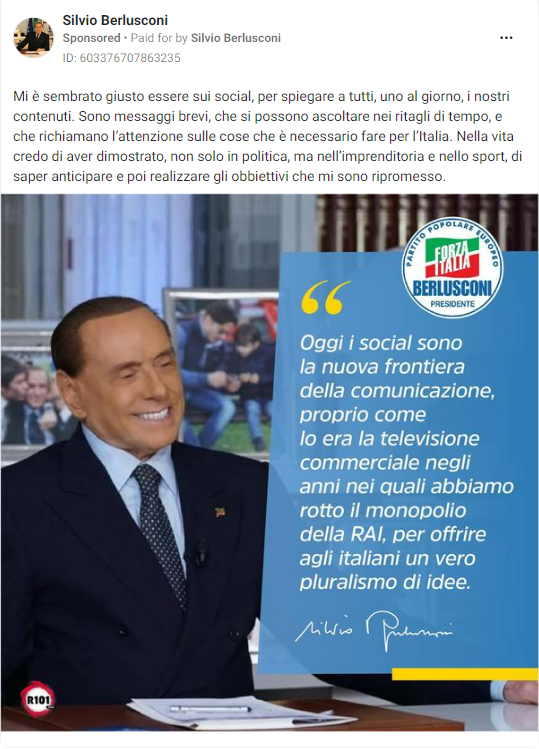 Silvio Berlusconi
Sponsored • Paid for by Silvio Berlusconi
ID: 603376707863235
Mi è sembrato giusto essere sui social, per spiegare a tutti, uno al giorno, i nostri
contenuti. Sono messaggi brevi, che si possono ascoltare nei ritagli di tempo, e
che richiamano l'attenzione sulle cose che è necessario fare per l'Italia. Nella vita
credo di aver dimostrato, non solo in politica, ma nell'imprenditoria e nello sport, di
saper anticipare e poi realizzare gli obbiettivi che mi sono ripromesso.
PARTITO POPOLARE EUROPEO
FORZA
ITALIA
BERLUSCONI
PRESIDENTE
“
Oggi i social sono
la nuova frontiera
della comunicazione,
proprio come
lo era la televisione
commerciale negli
anni nei quali abbiamo
rotto il monopolio
della RAI, per offrire
agli italiani un vero
pluralismo di idee.
Silvio Berlusconi
R101